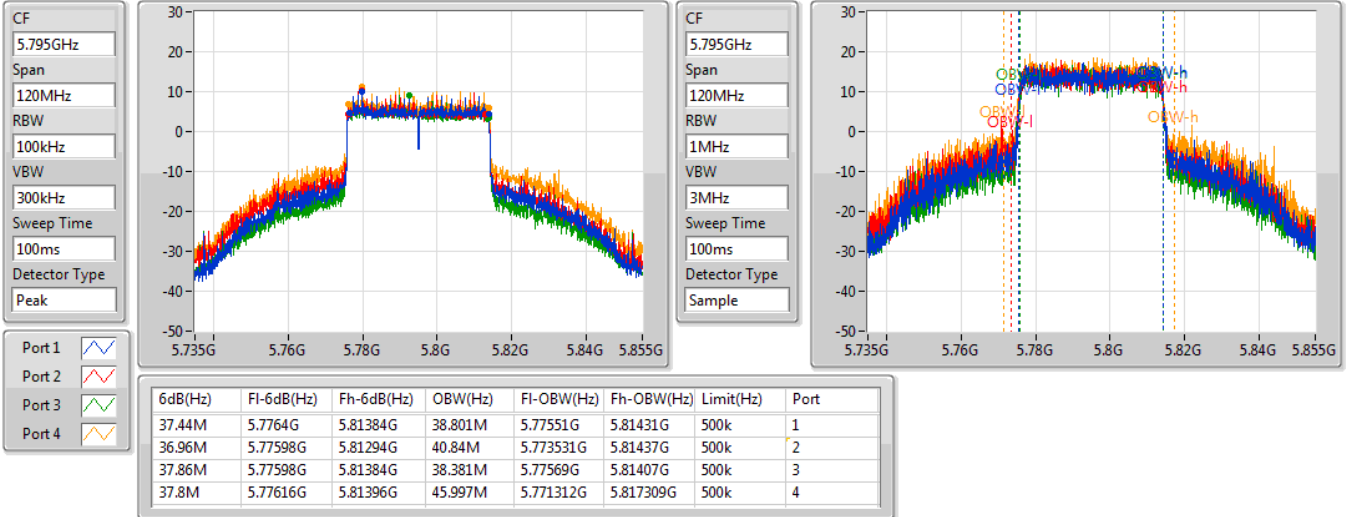 CF
5.795GHz
Span
120MHz
RBW
100kHz
VBW
300kHz
Sweep Time
100ms
Detector Type
Peak
Port 1
Port 2
Port 3
Port 4
30
20
10
0
-10
-20
-30
-40
-50
5.735G 5.76G 5.78G 5.8G 5.82G 5.84G 5.855G
CF
5.795GHz
Span
120MHz
RBW
1MHz
VBW
3MHz
Sweep Time
100ms
Detector Type
Sample
30
20
10
0
-10
-20
-30
-40
-50
OBW-h
OBW-h
OBW-l
OBW-h
5.735G 5.76G 5.78G 5.8G 5.82G 5.84G 5.855G
6dB(Hz) Fl-6dB(Hz) Fh-6dB(Hz) OBW(Hz) Fl-OBW(Hz) Fh-OBW(Hz) Limit(Hz) Port
37.44M 5.7764G 5.81384G 38.801M 5.77551G 5.81431G 500k 1
36.96M 5.77598G 5.81294G 40.84M 5.773531G 5.81437G 500k 2
37.86M 5.77598G 5.81384G 38.381M 5.77569G 5.81407G 500k 3
37.8M 5.77616G 5.81396G 45.997M 5.771312G 5.817309G 500k 4